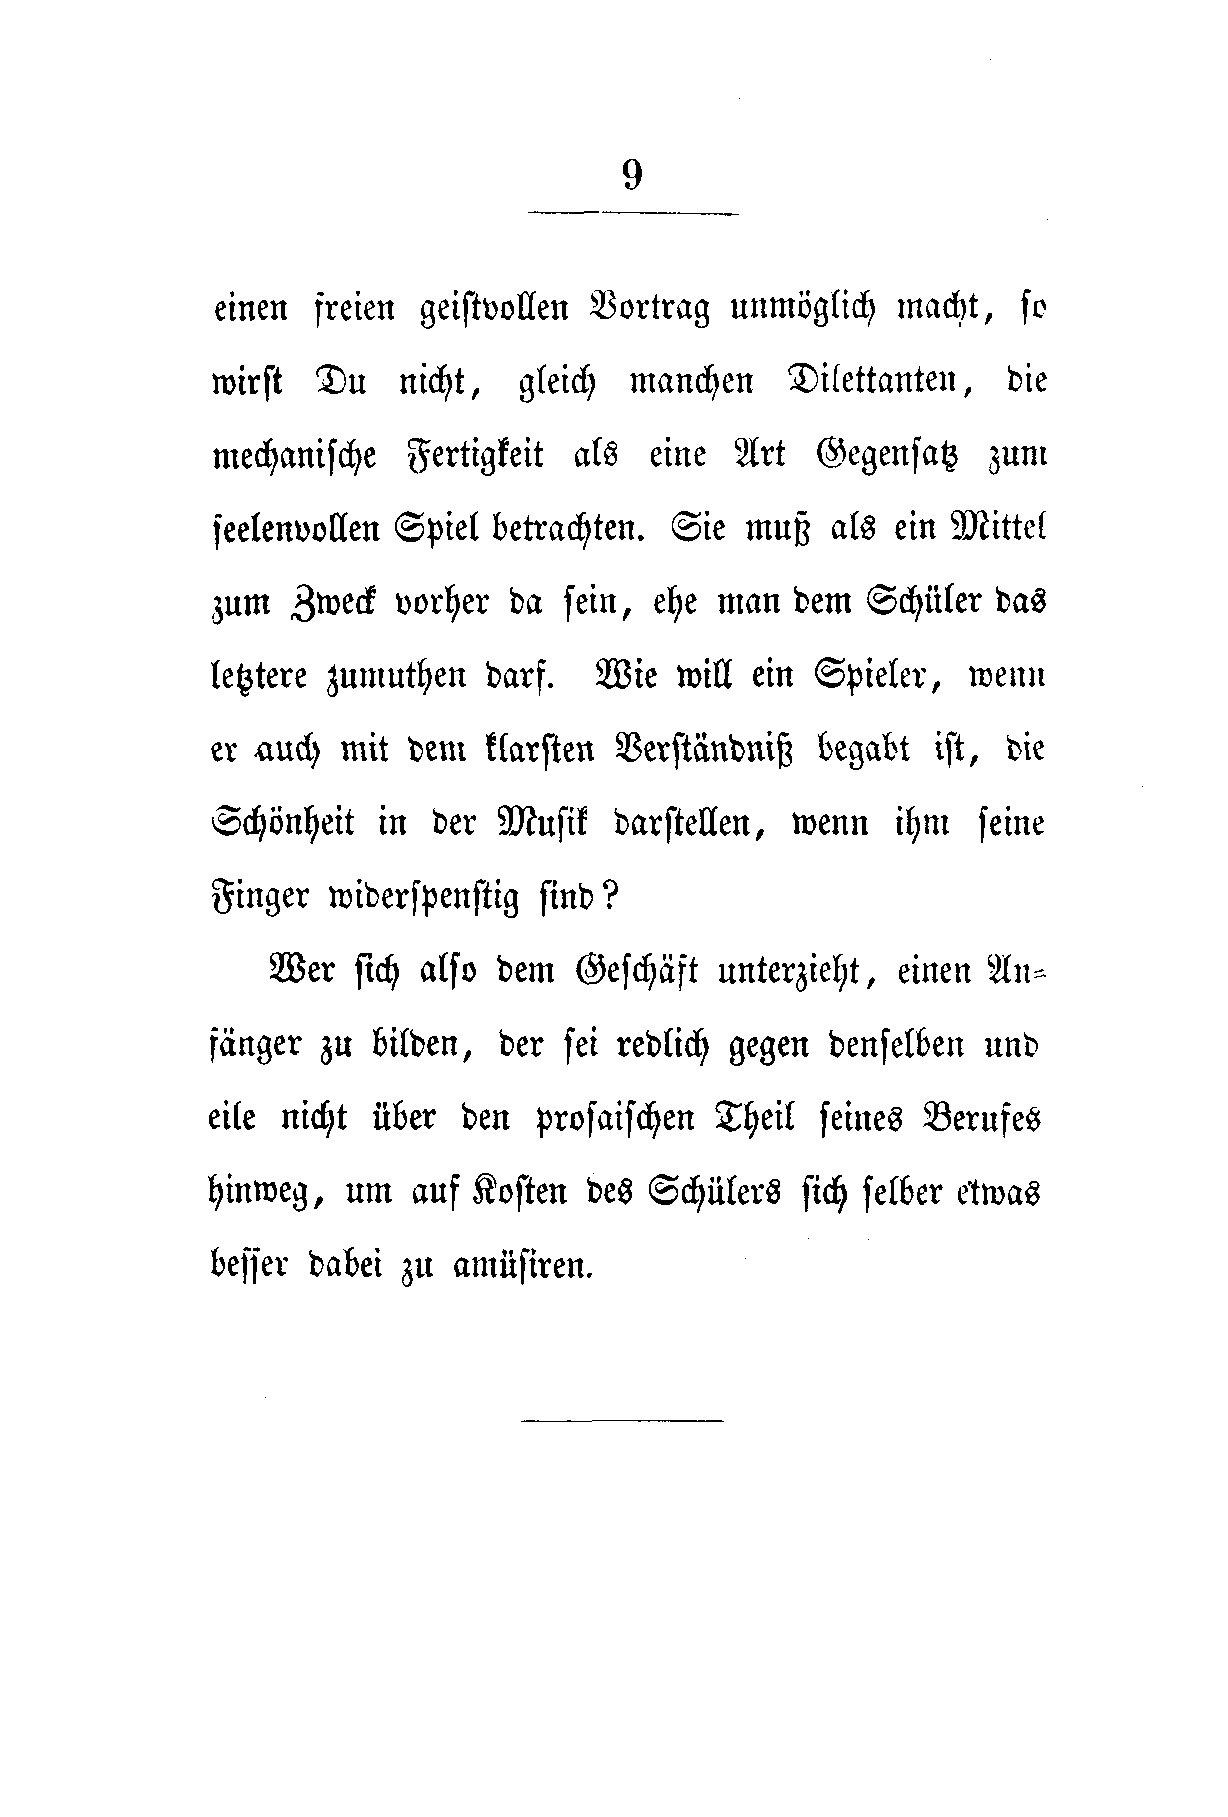 9
einen freien geiſtvollen Vortrag unmöglich macht, ſo
wirſt Du nicht, gleich manchen Dilettanten, die
mechaniſche Fertigkeit als eine Art Gegenſatz zum
ſeelenvollen Spiel betrachten. Sie muß als ein Mittel
zum Zweck vorher da ſein, ehe man dem Schüler das
letztere zumuthen darf. Wie will ein Spieler, wenn
er auch mit dem klarſten Verſtändniß begabt iſt, die
Schönheit in der Muſik darſtellen, wenn ihm ſeine
Finger widerſpenſtig ſind?
Wer ſich alſo dem Geſchäft unterzieht, einen An-
fänger zu bilden, der ſei redlich gegen denſelben und
eile nicht über den proſaiſchen Theil ſeines Berufes
hinweg, um auf Koſten des Schülers ſich ſelber etwas
beſſer dabei zu amüſiren.